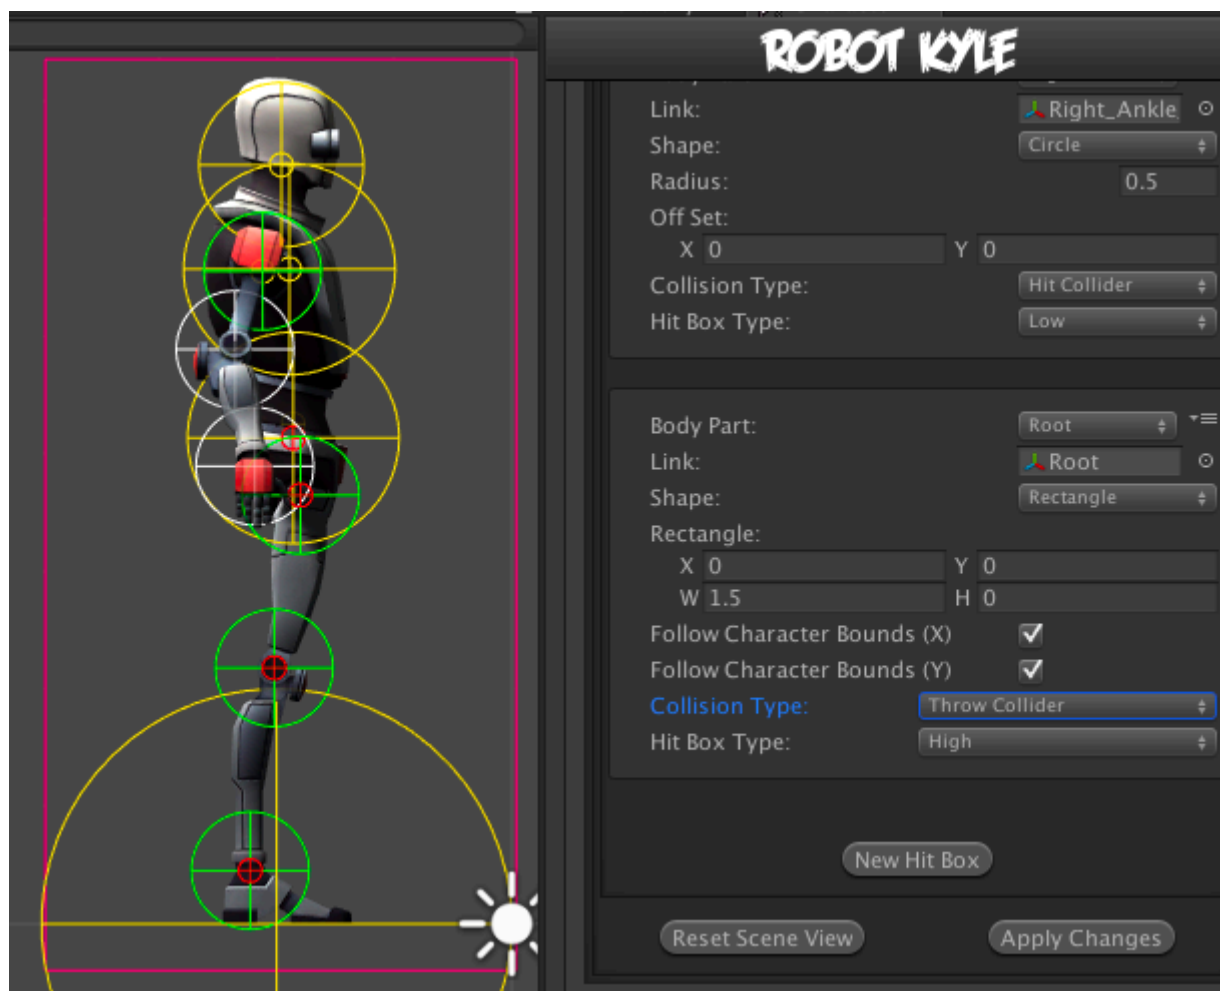 ROBOT KYLE
Link: Right_Ankle
Shape: Circle
Radius: 0.5
Off Set:
X 0 Y 0
Collision Type: Hit Collider
Hit Box Type: Low
Body Part: Root
Link: Root
Shape: Rectangle
Rectangle:
X 0 Y 0
W 1.5 H 0
Follow Character Bounds (X)
Follow Character Bounds (Y)
Collision Type: Throw Collider
Hit Box Type: High
New Hit Box
Reset Scene View Apply Changes